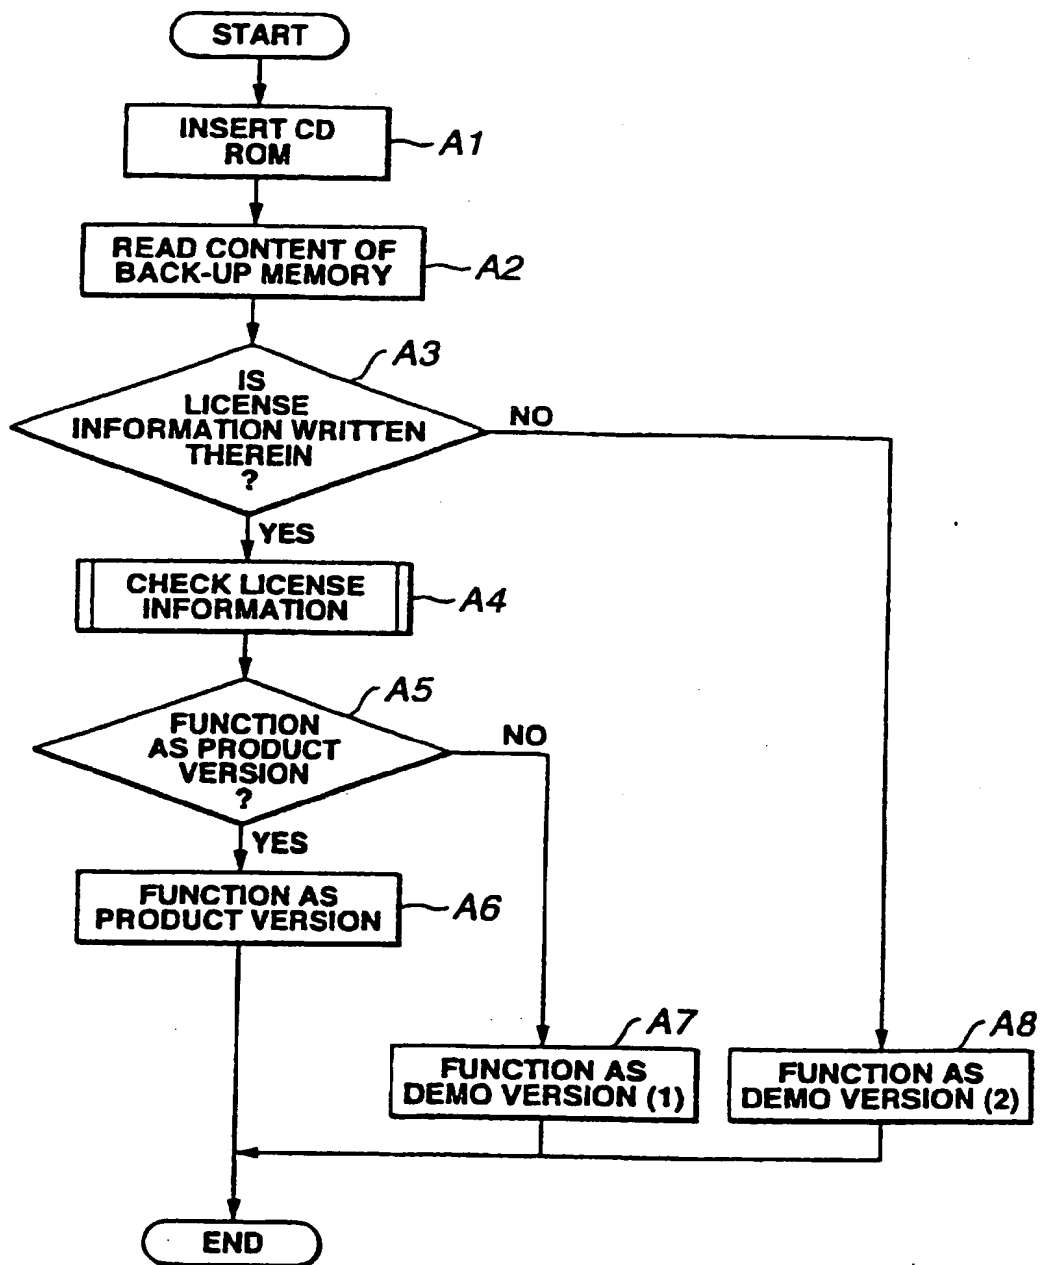 START
INSERT CD
ROM
A1
READ CONTENT OF
BACK-UP MEMORY
A2
A3
IS
LICENSE
INFORMATION WRITTEN
THEREIN
?
NO
YES
CHECK LICENSE
INFORMATION
A4
A5
FUNCTION
AS PRODUCT
VERSION
?
NO
YES
FUNCTION AS
PRODUCT VERSION
A6
A7
FUNCTION AS
DEMO VERSION (1)
A8
FUNCTION AS
DEMO VERSION (2)
END